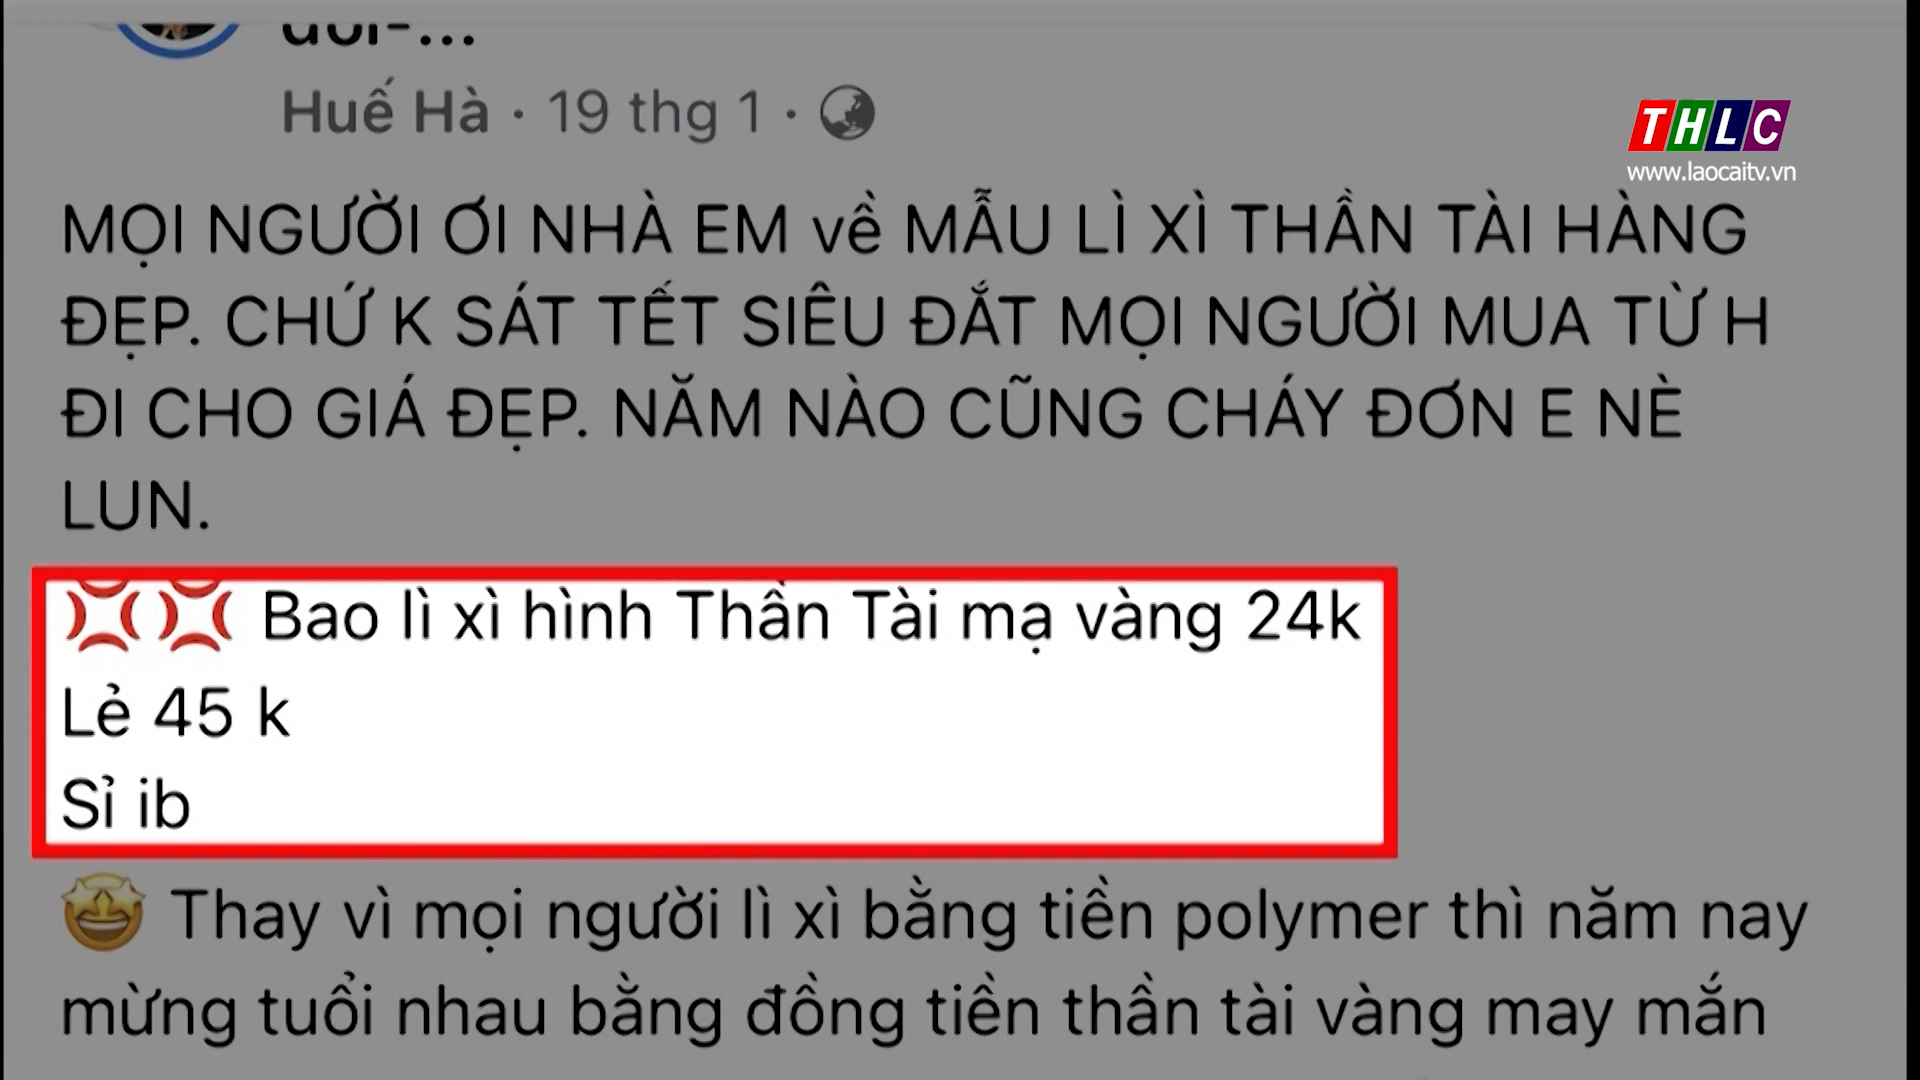 Huế Hà · 19 thg 1 ·
THLC
www.laocaitv.vn
MỌI NGƯỜI ƠI NHÀ EM về MẪU LÌ XÌ THẦN TÀI HÀNG
ĐẸP. CHỨ K SÁT TẾT SIÊU ĐẮT MỌI NGƯỜI MUA TỪ H
ĐI CHO GIÁ ĐẸP. NĂM NÀO CŨNG CHÁY ĐƠN E NÈ
LUN.
💢💢 Bao lì xì hình Thần Tài mạ vàng 24k
Lẻ 45 k
Sỉ ib
🤩 Thay vì mọi người lì xì bằng tiền polymer thì năm nay
mừng tuổi nhau bằng đồng tiền thần tài vàng may mắn